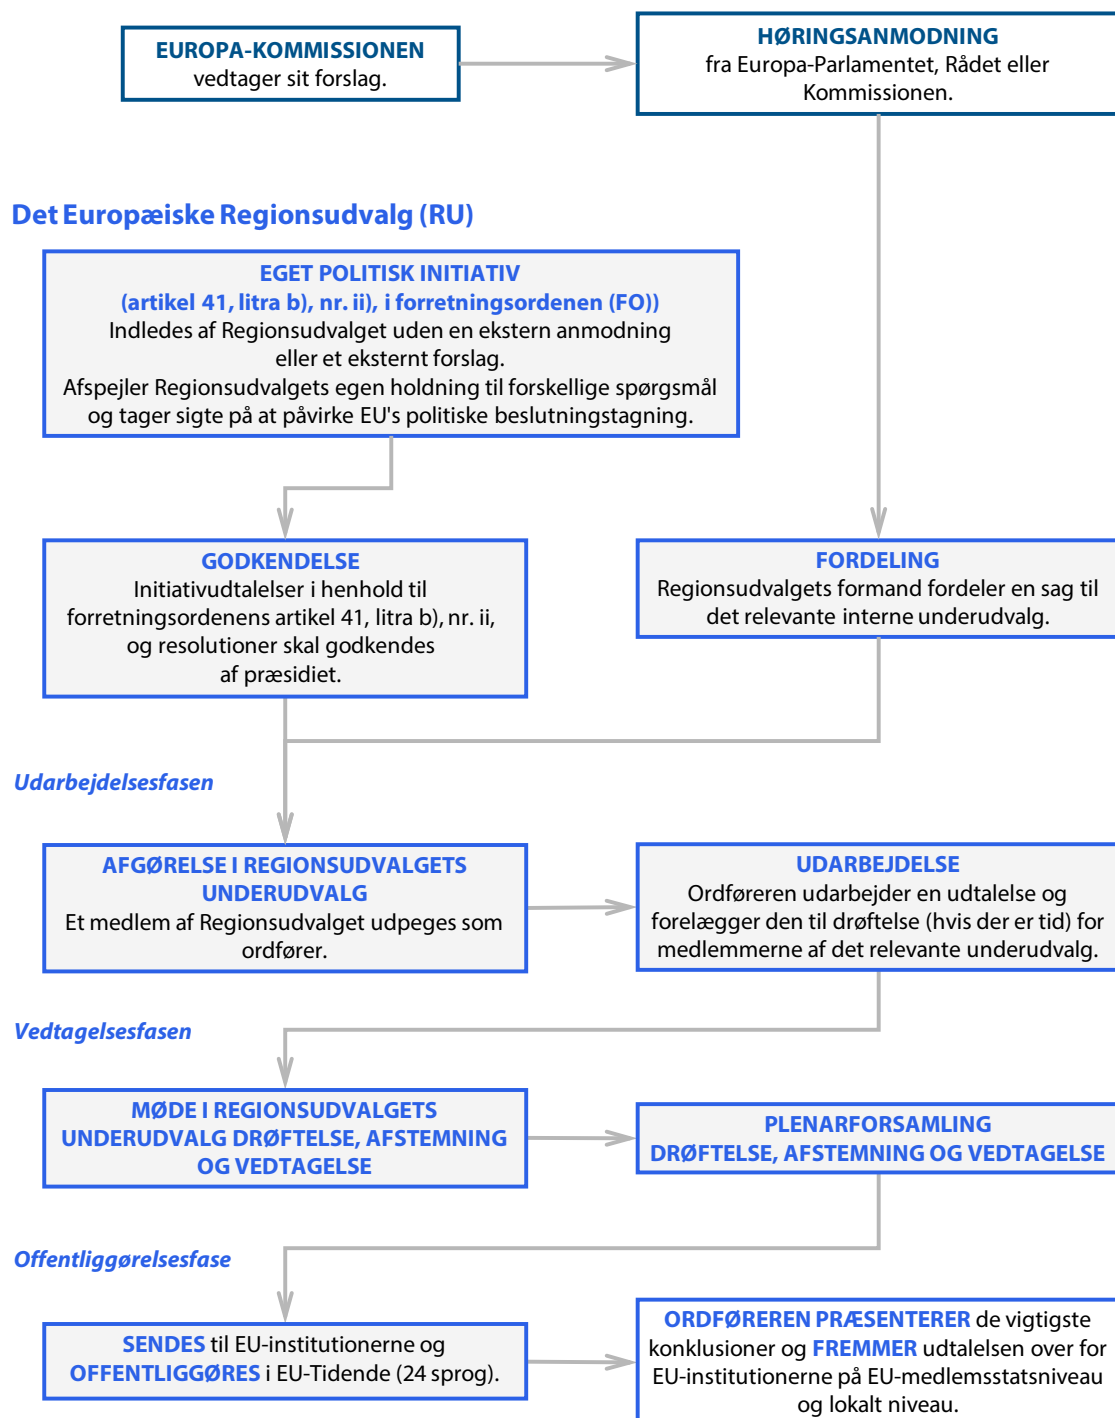 EUROPA-KOMMISSIONEN
vedtager sit forslag.
HØRINGSANMODNING
fra Europa-Parlamentet, Rådet eller
Kommissionen.
Det Europæiske Regionsudvalg (RU)
EGET POLITISK INITIATIV
(artikel 41, litra b), nr. ii), i forretningsordenen (FO))
Indledes af Regionsudvalget uden en ekstern anmodning
eller et eksternt forslag.
Afspejler Regionsudvalgets egen holdning til forskellige spørgsmål
og tager sigte på at påvirke EU's politiske beslutningstagning.
GODKENDELSE
Initiativudtalelser i henhold til
forretningsordenens artikel 41, litra b), nr. ii,
og resolutioner skal godkendes
af præsidiet.
FORDELING
Regionsudvalgets formand fordeler en sag til
det relevante interne underudvalg.
Udarbejdelsesfasen
AFGØRELSE I REGIONSUDVALGETS
UNDERUDVALG
Et medlem af Regionsudvalget udpeges som
ordfører.
UDARBEJDELSE
Ordføreren udarbejder en udtalelse og
forelægger den til drøftelse (hvis der er tid) for
medlemmerne af det relevante underudvalg.
Vedtagelsesfasen
MØDE I REGIONSUDVALGETS
UNDERUDVALG DRØFTELSE, AFSTEMNING
OG VEDTAGELSE
PLENARFORSAMLING
DRØFTELSE, AFSTEMNING OG VEDTAGELSE
Offentliggørelsesfase
SENDES til EU-institutionerne og
OFFENTLIGGØRES i EU-Tidende (24 sprog).
ORDFØREREN PRÆSENTERER de vigtigste
konklusioner og FREMMER udtalelsen over for
EU-institutionerne på EU-medlemsstatsniveau
og lokalt niveau.